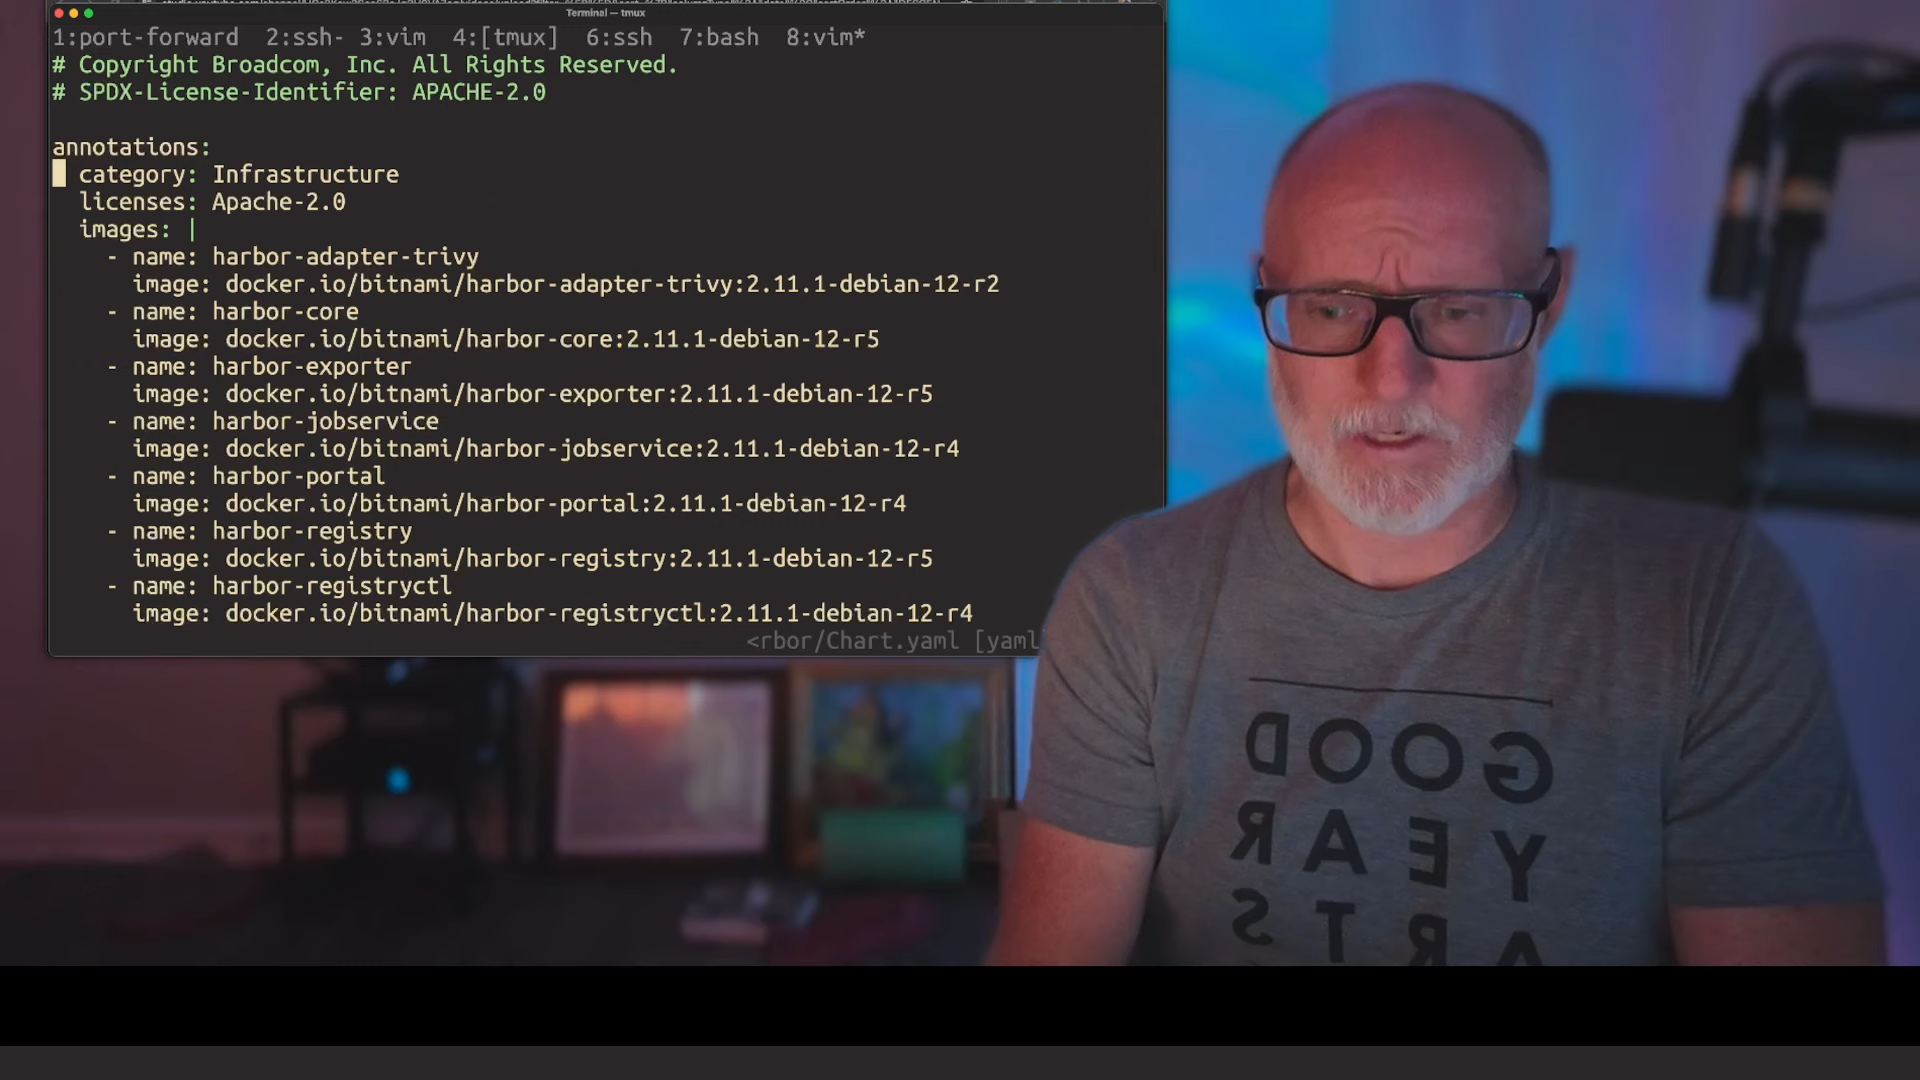 Terminal — tmux
1:port-forward  2:ssh- 3:vim  4:[tmux]  6:ssh  7:bash  8:vim*
# Copyright Broadcom, Inc. All Rights Reserved.
# SPDX-License-Identifier: APACHE-2.0
annotations:
category: Infrastructure
licenses: Apache-2.0
images: |
- name: harbor-adapter-trivy
image: docker.io/bitnami/harbor-adapter-trivy:2.11.1-debian-12-r2
- name: harbor-core
image: docker.io/bitnami/harbor-core:2.11.1-debian-12-r5
- name: harbor-exporter
image: docker.io/bitnami/harbor-exporter:2.11.1-debian-12-r5
- name: harbor-jobservice
image: docker.io/bitnami/harbor-jobservice:2.11.1-debian-12-r4
- name: harbor-portal
image: docker.io/bitnami/harbor-portal:2.11.1-debian-12-r4
- name: harbor-registry
image: docker.io/bitnami/harbor-registry:2.11.1-debian-12-r5
- name: harbor-registryctl
image: docker.io/bitnami/harbor-registryctl:2.11.1-debian-12-r4
<rbor/Chart.yaml [yaml
GOOD
YEAR
ARTS